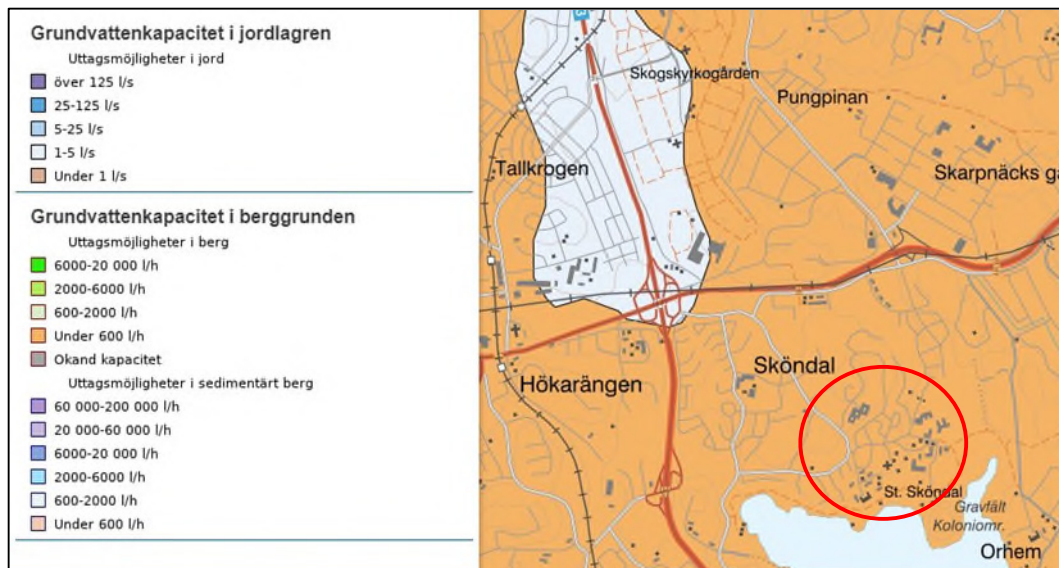 Grundvattenkapacitet i jordlagren
Uttagsmöjligheter i jord
över 125 l/s
25-125 l/s
5-25 l/s
1-5 l/s
Under 1 l/s
Grundvattenkapacitet i berggrunden
Uttagsmöjligheter i berg
6000-20 000 l/h
2000-6000 l/h
600-2000 l/h
Under 600 l/h
Okand kapacitet
Uttagsmöjligheter i sedimentärt berg
60 000-200 000 l/h
20 000-60 000 l/h
6000-20 000 l/h
2000-6000 l/h
600-2000 l/h
Under 600 l/h
Skogskyrkogården
Pungpinan
Tallkrogen
Skarpnäcks
Sköndal
Hökarängen
St. Sköndal
Gravfält
Koloniomr.
Orhem